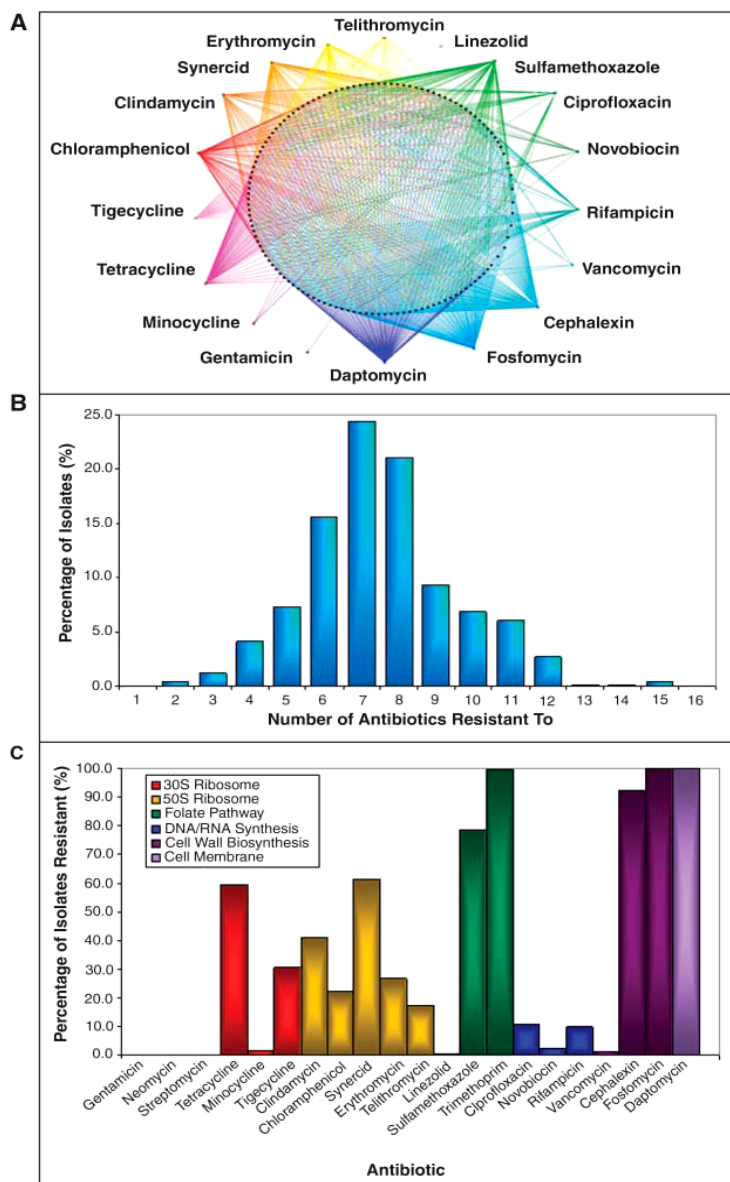 A
Telithromycin
Erythromycin
Linezolid
Synercid
Sulfamethoxazole
Clindamycin
Ciprofloxacin
Chloramphenicol
Novobiocin
Tigecycline
Rifampicin
Tetracycline
Vancomycin
Minocycline
Cephalexin
Gentamicin
Fosfomycin
Daptomycin
B
Percentage of Isolates (%)
25.0
20.0
15.0
10.0
5.0
0.0
1 2 3 4 5 6 7 8 9 10 11 12 13 14 15 16
Number of Antibiotics Resistant To
C
Percentage of Isolates Resistant (%)
100.0
90.0
80.0
70.0
60.0
50.0
40.0
30.0
20.0
10.0
0.0
30S Ribosome
50S Ribosome
Folate Pathway
DNA/RNA Synthesis
Cell Wall Biosynthesis
Cell Membrane
Gentamicin
Neomycin
Streptomycin
Tetracycline
Minocycline
Tigecycline
Clindamycin
Chloramphenicol
Synercid
Erythromycin
Telithromycin
Linezolid
Sulfamethoxazole
Trimethoprim
Ciprofloxacin
Novobiocin
Rifampicin
Vancomycin
Cephalexin
Fosfomycin
Daptomycin
Antibiotic